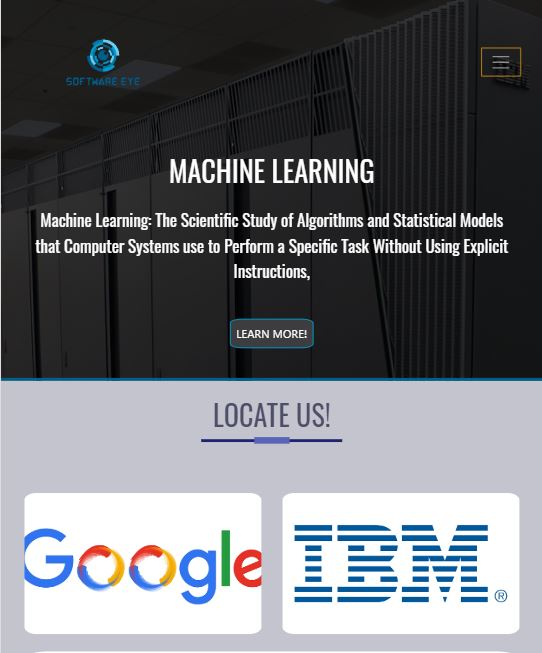 SOFTWARE EYE
MACHINE LEARNING
Machine Learning: The Scientific Study of Algorithms and Statistical Models
that Computer Systems use to Perform a Specific Task Without Using Explicit
Instructions,
LEARN MORE!
LOCATE US!
Google
IBM®